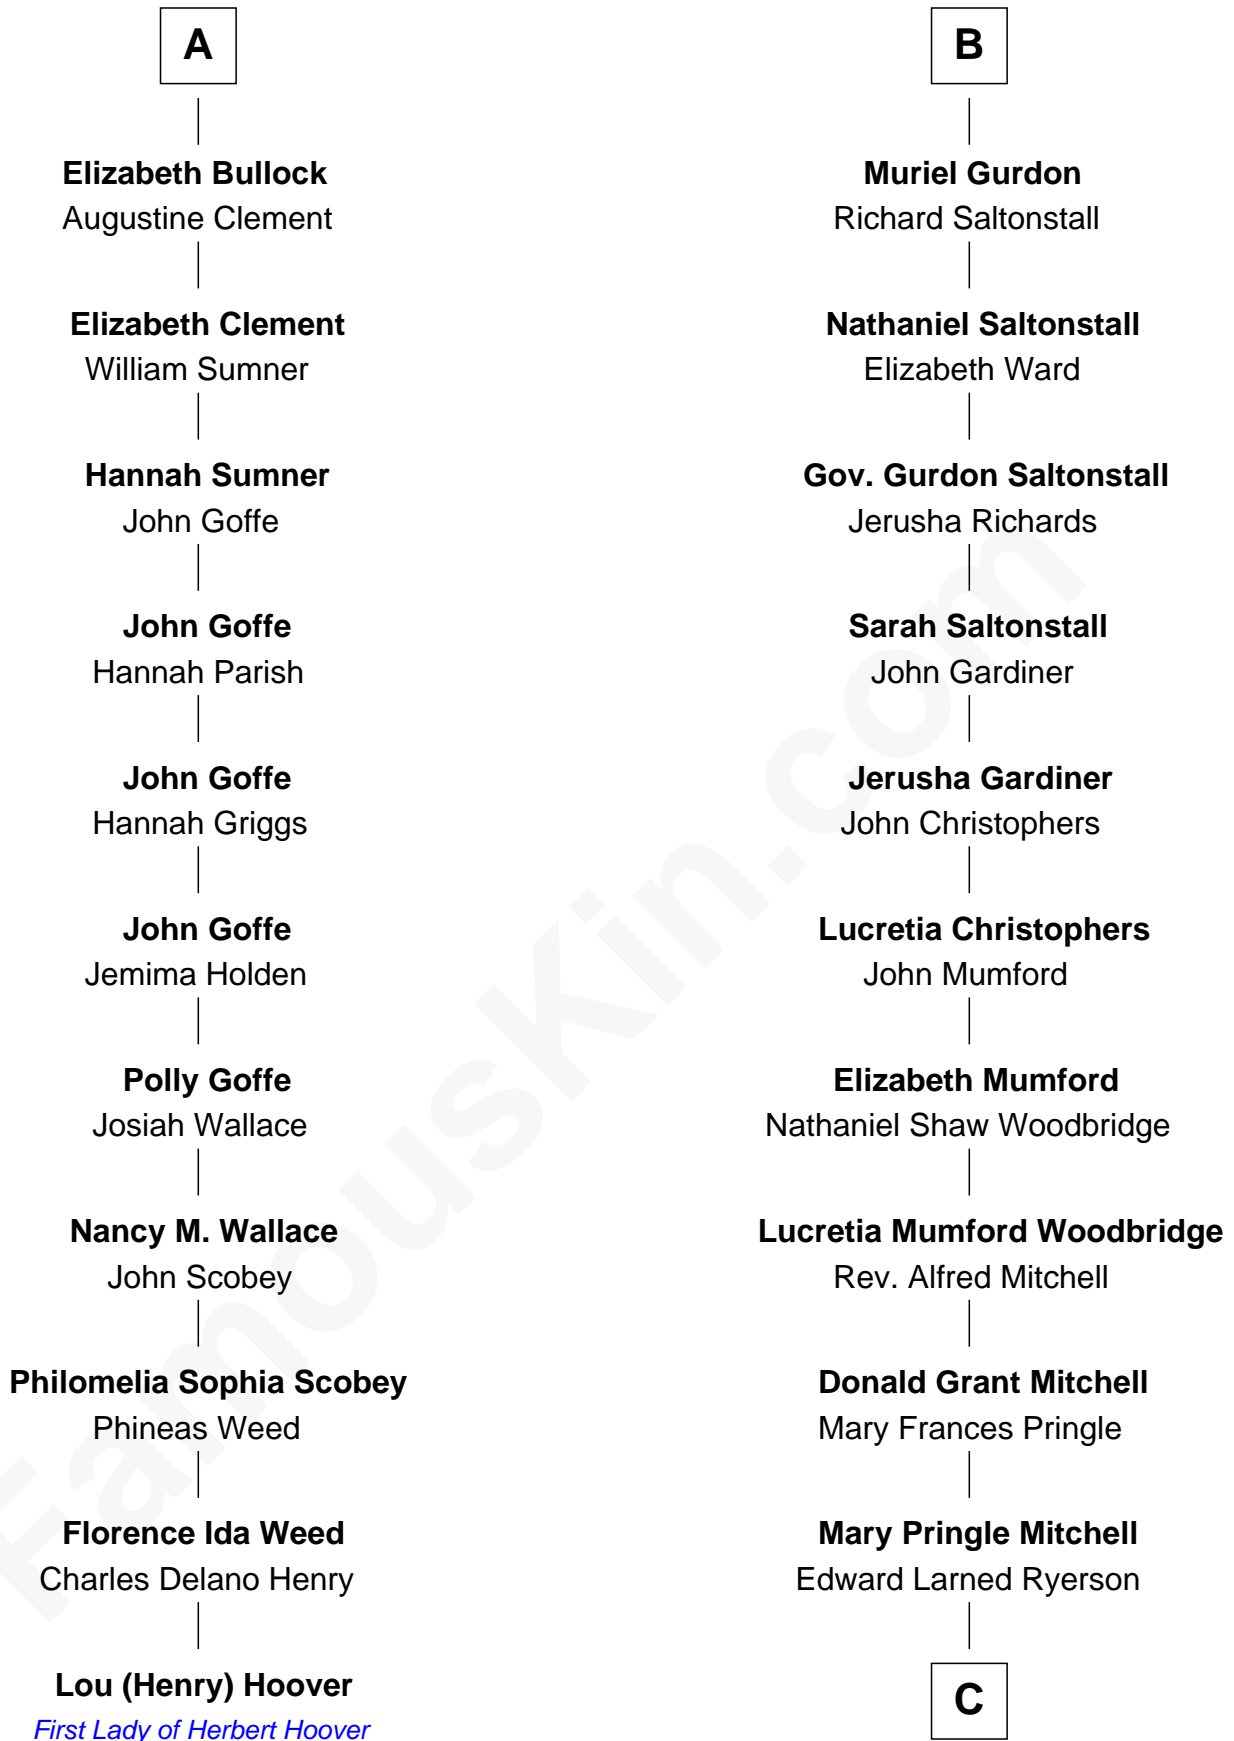 A
Elizabeth Bullock
Augustine Clement
Elizabeth Clement
William Sumner
Hannah Sumner
John Goffe
John Goffe
Hannah Parish
John Goffe
Hannah Griggs
John Goffe
Jemima Holden
Polly Goffe
Josiah Wallace
Nancy M. Wallace
John Scobey
Philomelia Sophia Scobey
Phineas Weed
Florence Ida Weed
Charles Delano Henry
Lou (Henry) Hoover
First Lady of Herbert Hoover
B
Muriel Gurdon
Richard Saltonstall
Nathaniel Saltonstall
Elizabeth Ward
Gov. Gurdon Saltonstall
Jerusha Richards
Sarah Saltonstall
John Gardiner
Jerusha Gardiner
John Christophers
Lucretia Christophers
John Mumford
Elizabeth Mumford
Nathaniel Shaw Woodbridge
Lucretia Mumford Woodbridge
Rev. Alfred Mitchell
Donald Grant Mitchell
Mary Frances Pringle
Mary Pringle Mitchell
Edward Larned Ryerson
C
FamousKin.com